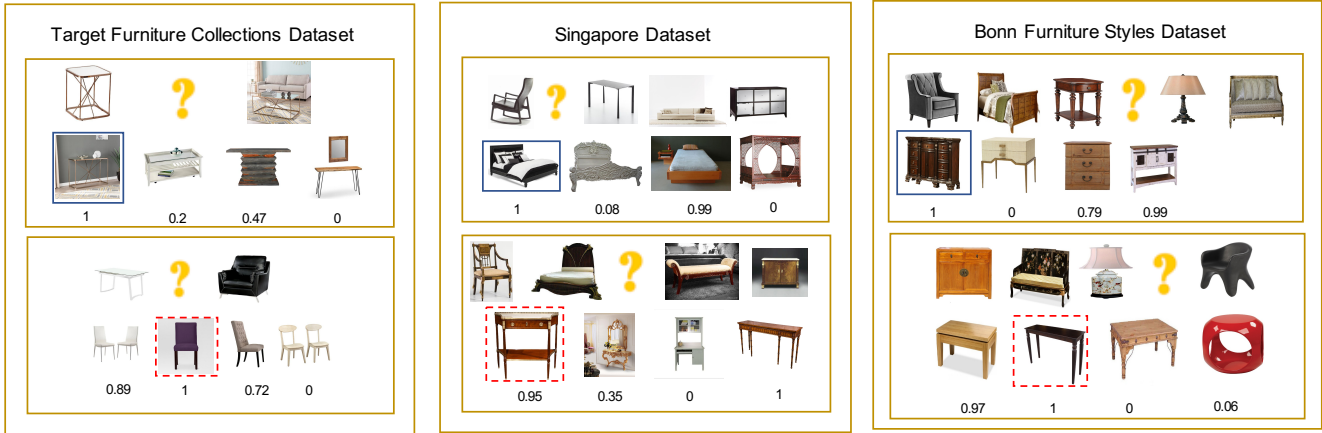 Target Furniture Collections Dataset
?
1 0.2 0.47 0
?
0.89 1 0.72 0
Singapore Dataset
?
1 0.08 0.99 0
?
0.95 0.35 0 1
Bonn Furniture Styles Dataset
?
1 0 0.79 0.99
?
0.97 1 0 0.06